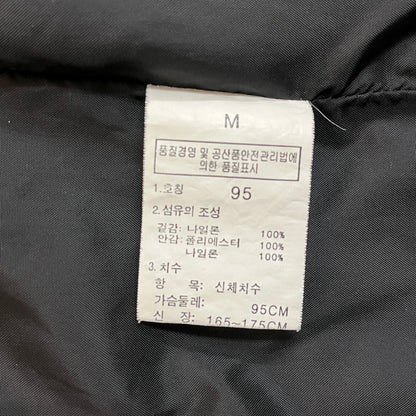 M
품질경영 및 공산품안전관리법에
의한 품질표시
1.호칭 95
2.섬유의 조성
겉감: 나일론 100%
안감: 폴리에스터 100%
나일론 100%
3.치수
항 목: 신체치수
가슴둘레: 95CM
신 장: 165~175CM